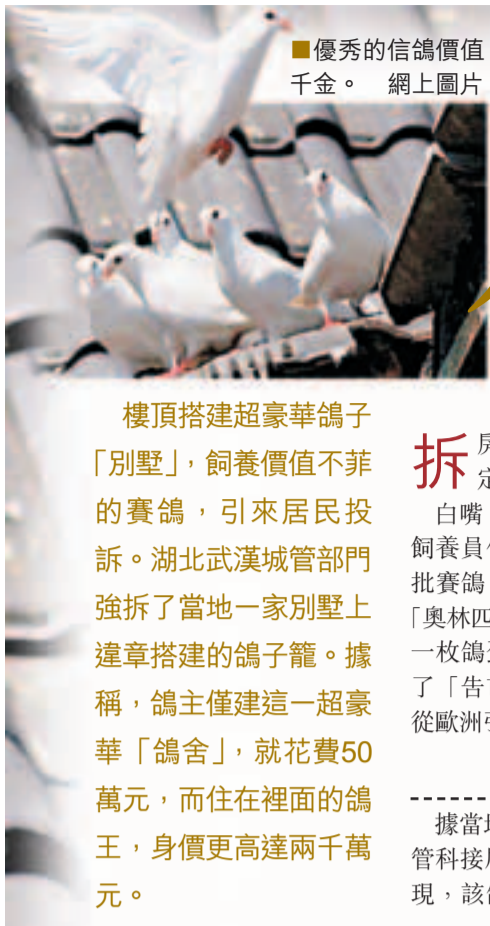 ■優秀的信鴿價值
千金。 網上圖片
樓頂搭建超豪華鴿子
「別墅」，飼養價值不菲
的賽鴿，引來居民投
訴。湖北武漢城管部門
強拆了當地一家別墅上
違章搭建的鴿子籠。據
稱，鴿主僅建這一超豪
華「鴿舍」，就花費50
萬元，而住在裡面的鴿
王，身價更高達兩千萬
元。
拆
白嘴
飼養員
批賽鴿
「奧林匹
一枚鴿
了「告
從歐洲
據當
管科接
現，該